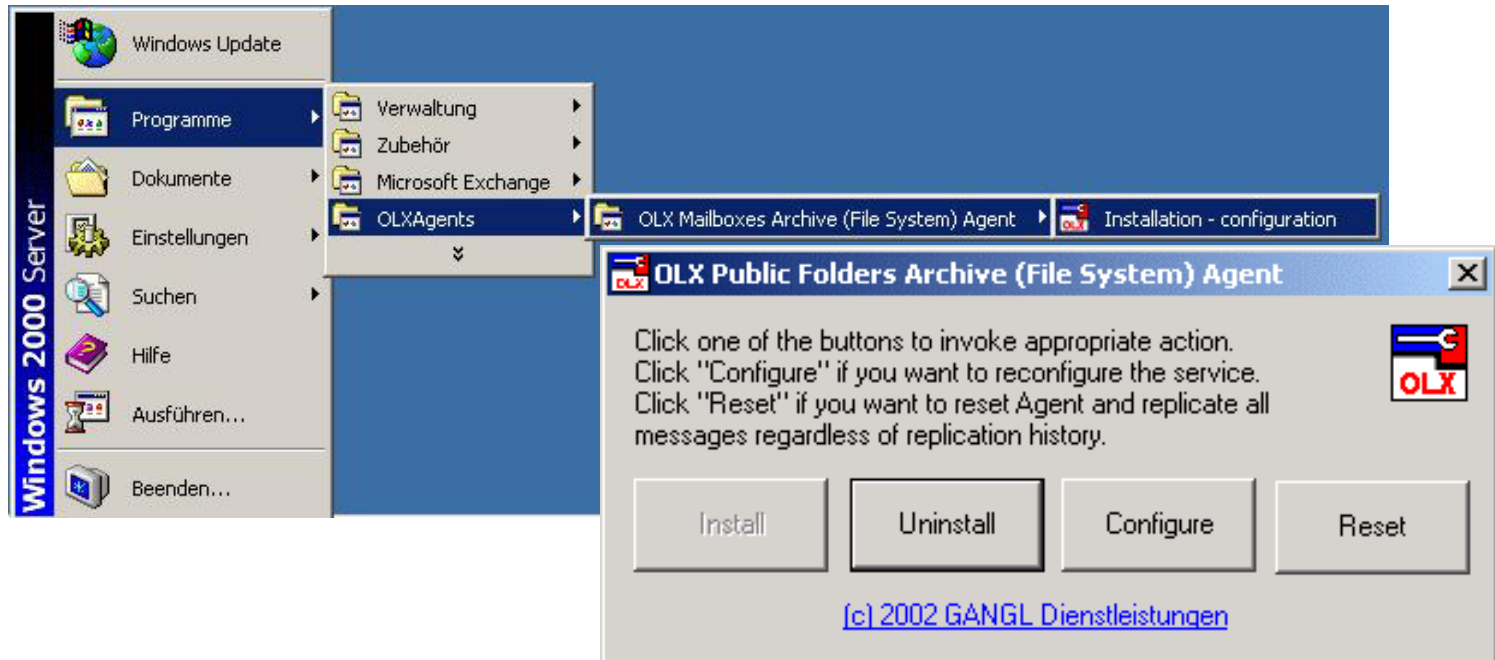 Windows 2000 Server
Windows Update
Programme
Dokumente
Einstellungen
Suchen
Hilfe
Ausführen...
Beenden...
Verwaltung
Zubehör
Microsoft Exchange
OLXAgents
OLX Mailboxes Archive (File System) Agent
Installation - configuration
OLX Public Folders Archive (File System) Agent
Click one of the buttons to invoke appropriate action.
Click "Configure" if you want to reconfigure the service.
Click "Reset" if you want to reset Agent and replicate all
messages regardless of replication history.
OLX
Install
Uninstall
Configure
Reset
(c) 2002 GANGL Dienstleistungen